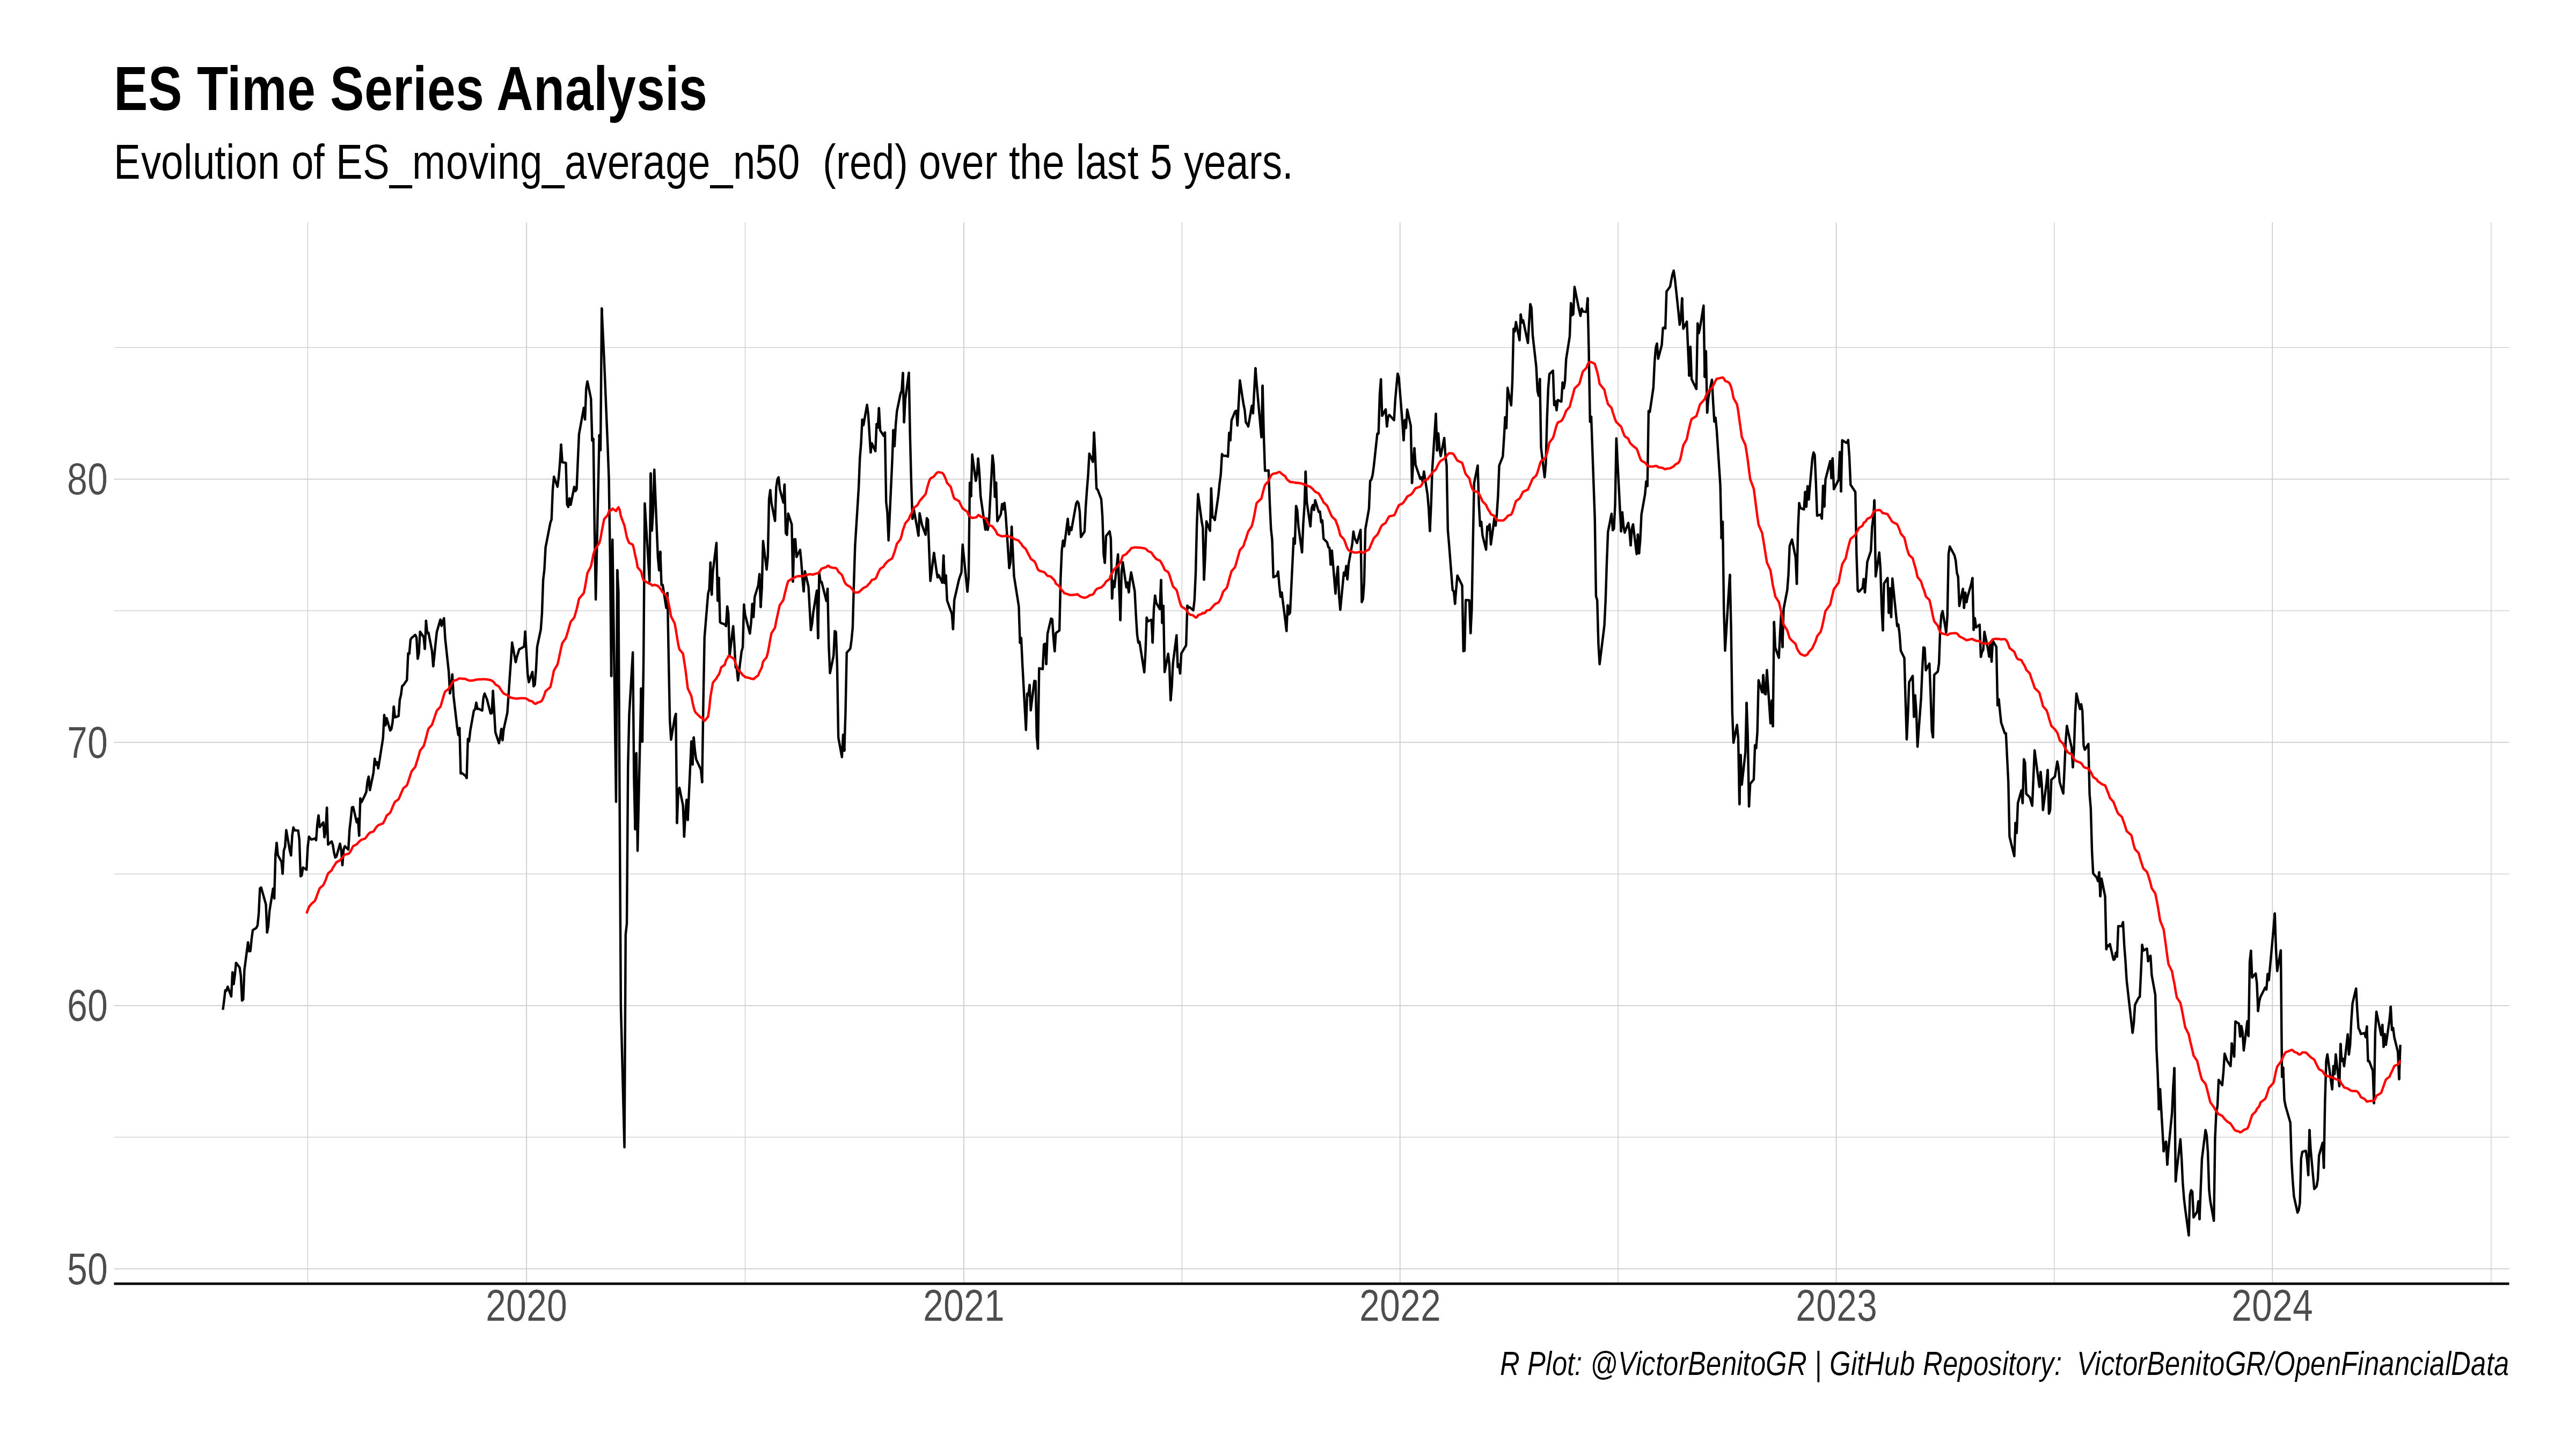 ES Time Series Analysis
Evolution of ES_moving_average_n50  (red) over the last 5 years.
80
70
60
50
2020 2021 2022 2023 2024
R Plot: @VictorBenitoGR | GitHub Repository:  VictorBenitoGR/OpenFinancialData